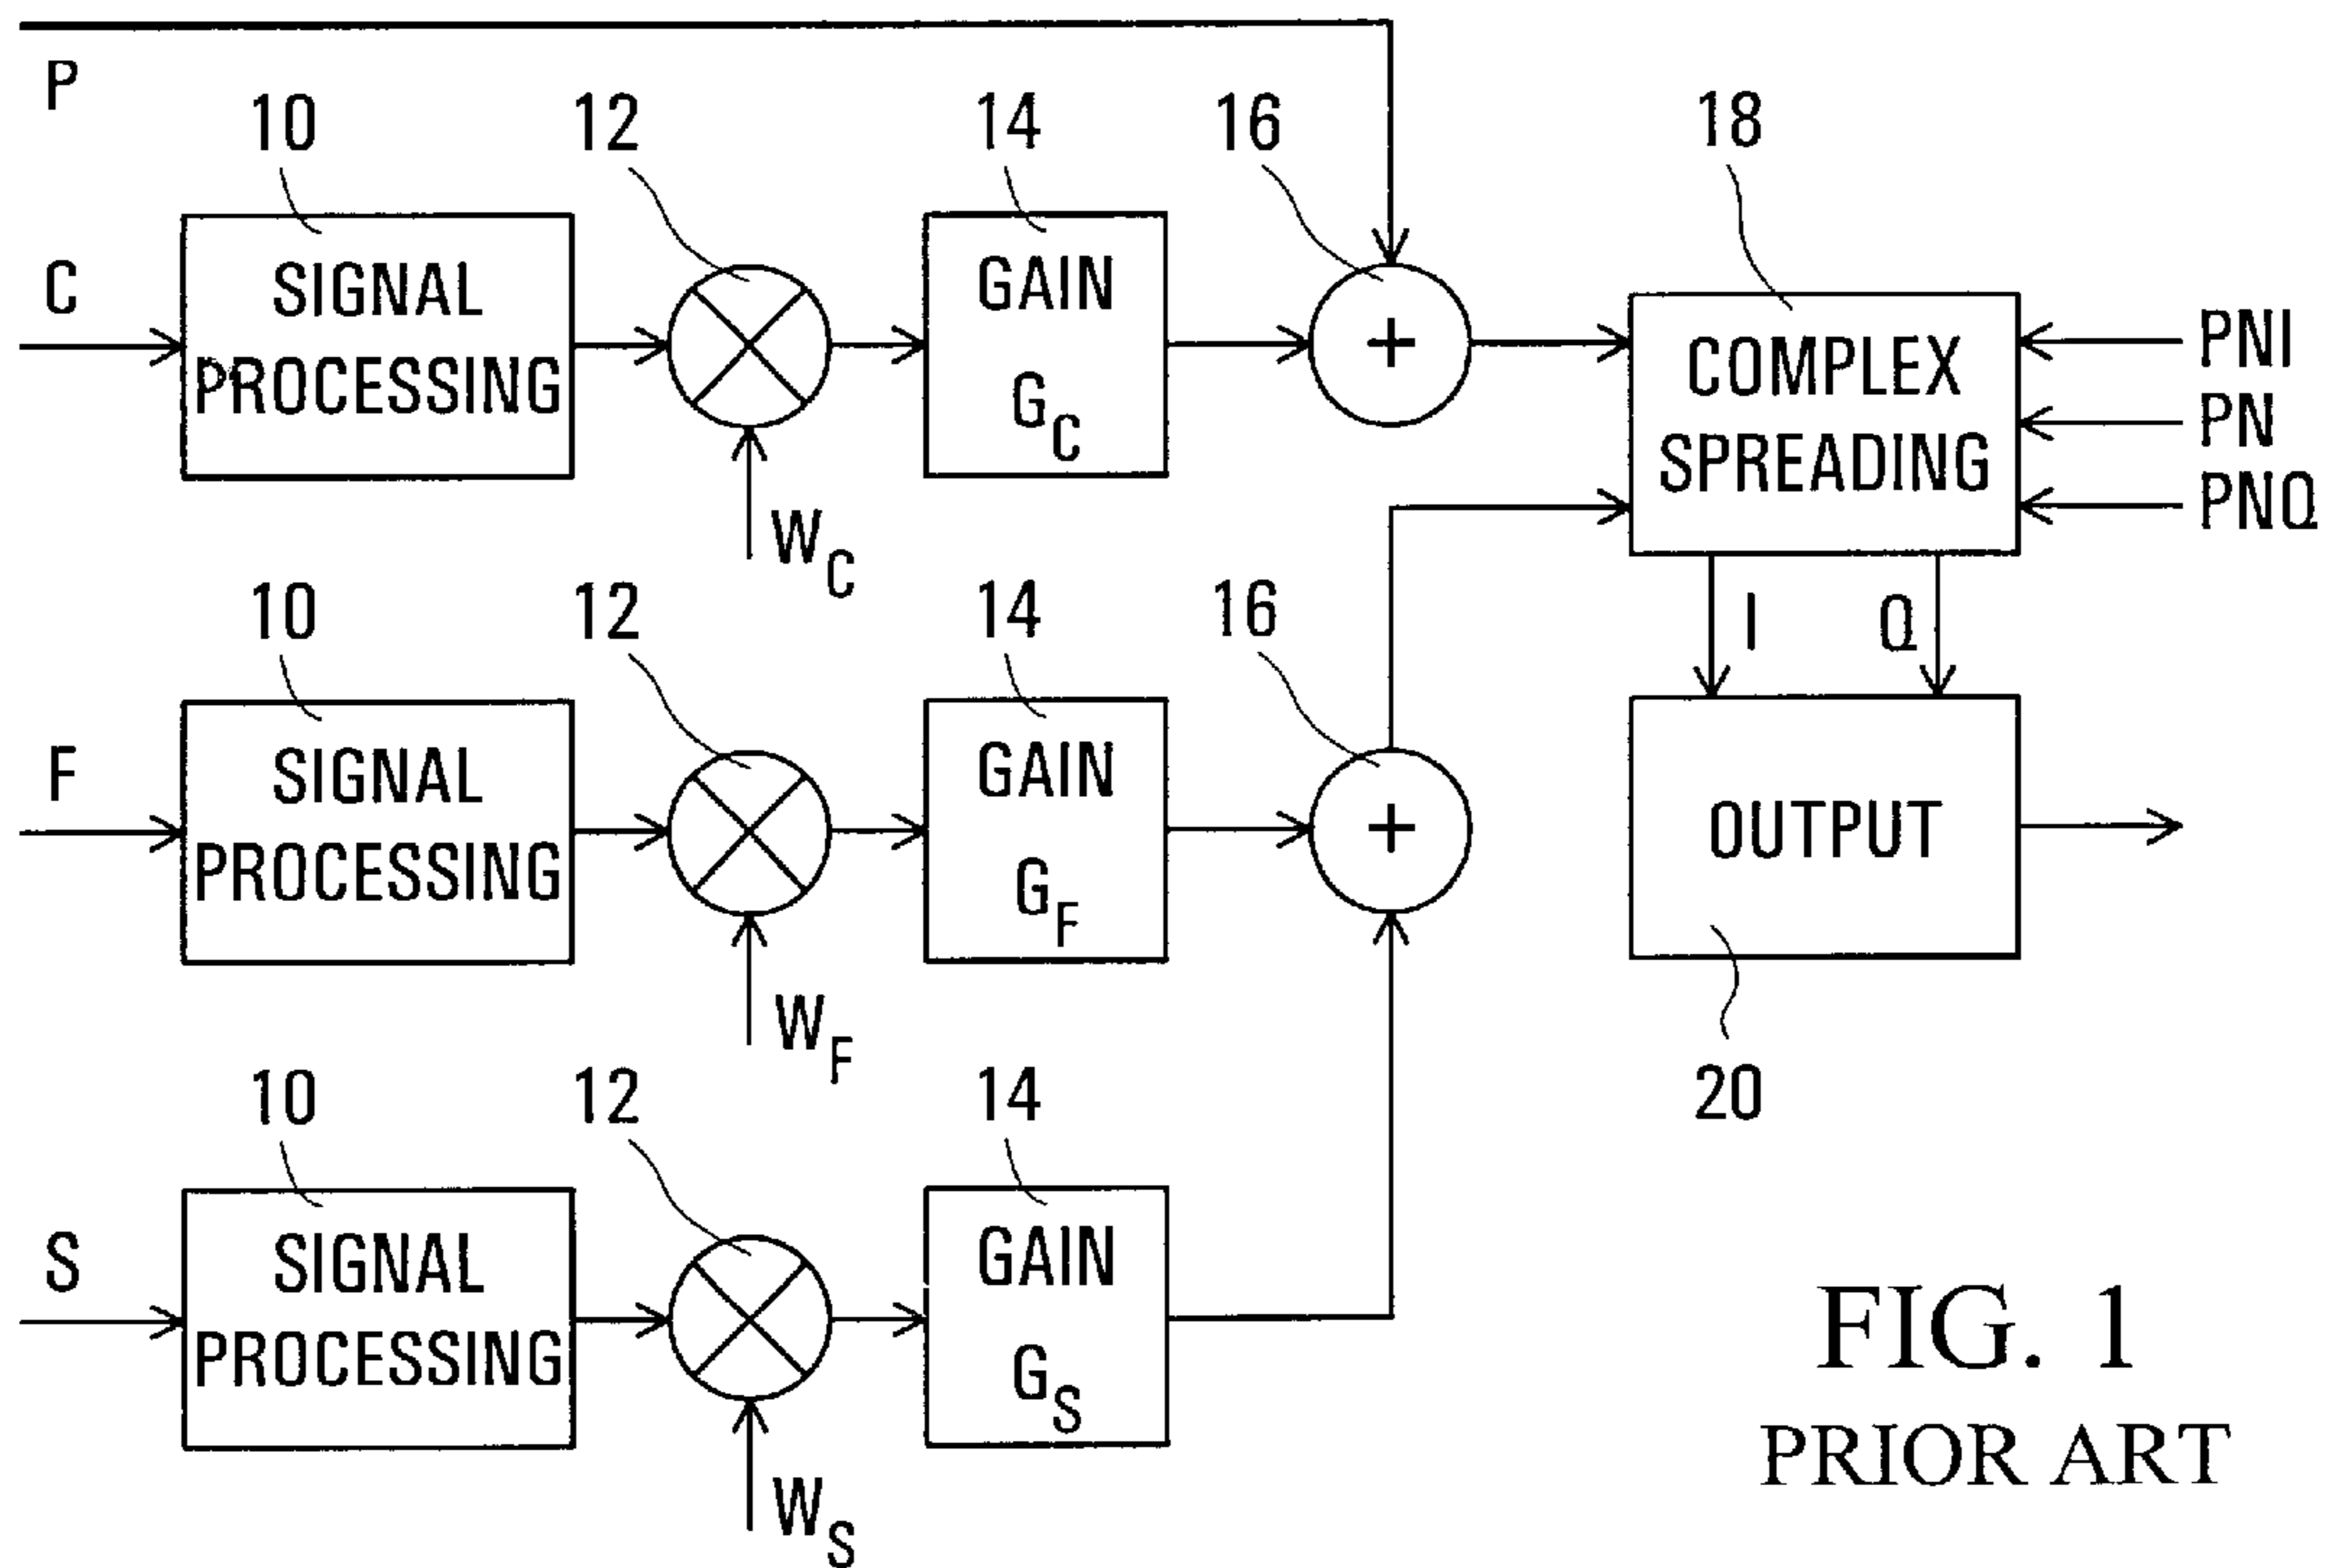 P
10
12
14
16
18
C
SIGNAL
PROCESSING
GAIN
G_C
+
COMPLEX
SPREADING
PNI
PN
PNQ
W_C
10
12
14
16
I
Q
F
SIGNAL
PROCESSING
GAIN
G_F
+
OUTPUT
W_F
20
10
12
14
S
SIGNAL
PROCESSING
GAIN
G_S
W_S
FIG. 1
PRIOR ART